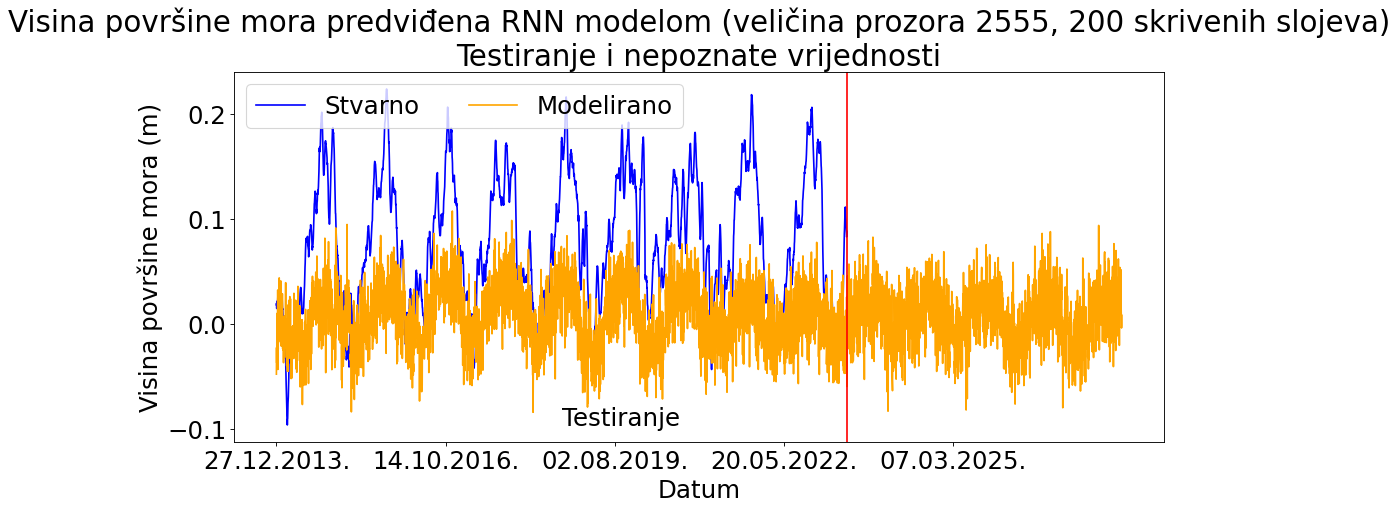 Visina površine mora predviđena RNN modelom (veličina prozora 2555, 200 skrivenih slojeva)
Testiranje i nepoznate vrijednosti
Stvarno
Modelirano
Visina površine mora (m)
0.2
0.1
0.0
−0.1
Testiranje
27.12.2013.
14.10.2016.
02.08.2019.
20.05.2022.
07.03.2025.
Datum